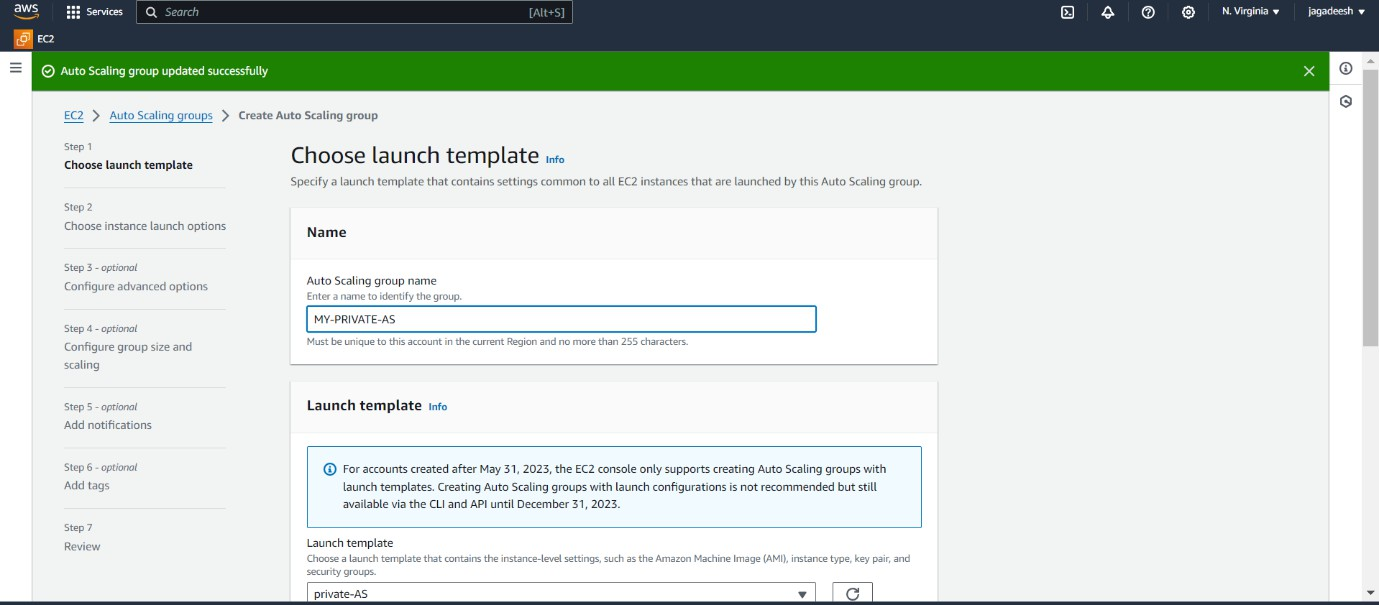 aws
Services
Search
[Alt+S]
N. Virginia
jagadeesh
EC2
Auto Scaling group updated successfully
EC2 > Auto Scaling groups > Create Auto Scaling group
Step 1
Choose launch template
Step 2
Choose instance launch options
Step 3 - optional
Configure advanced options
Step 4 - optional
Configure group size and
scaling
Step 5 - optional
Add notifications
Step 6 - optional
Add tags
Step 7
Review
Choose launch template Info
Specify a launch template that contains settings common to all EC2 instances that are launched by this Auto Scaling group.
Name
Auto Scaling group name
Enter a name to identify the group.
MY-PRIVATE-AS
Must be unique to this account in the current Region and no more than 255 characters.
Launch template Info
For accounts created after May 31, 2023, the EC2 console only supports creating Auto Scaling groups with
launch templates. Creating Auto Scaling groups with launch configurations is not recommended but still
available via the CLI and API until December 31, 2023.
Launch template
Choose a launch template that contains the instance-level settings, such as the Amazon Machine Image (AMI), instance type, key pair, and
security groups.
private-AS